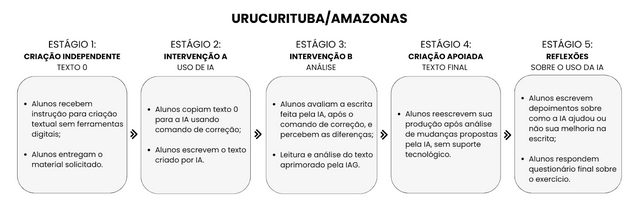 URUCURITUBA/AMAZONAS
ESTÁGIO 1:
CRIAÇÃO INDEPENDENTE
TEXTO 0
• Alunos recebem
instrução para criação
textual sem ferramentas
digitais;
• Alunos entregam o
material solicitado.
ESTÁGIO 2:
INTERVENÇÃO A
USO DE IA
• Alunos copiam texto 0
para a IA usando
comando de correção;
• Alunos escrevem o texto
criado por IA.
ESTÁGIO 3:
INTERVENÇÃO B
ANÁLISE
• Alunos avaliam a escrita
feita pela IA, após o
comando de correção, e
percebem as diferenças;
• Leitura e análise do texto
aprimorado pela IAG.
ESTÁGIO 4:
CRIAÇÃO APOIADA
TEXTO FINAL
• Alunos reescrevem sua
produção após análise
de mudanças propostas
pela IA, sem suporte
tecnológico.
ESTÁGIO 5:
REFLEXÕES
SOBRE O USO DA IA
• Alunos escrevem
depoimentos sobre
como a IA ajudou ou
não sua melhoria na
escrita;
• Alunos respondem
questionário final sobre
o exercício.